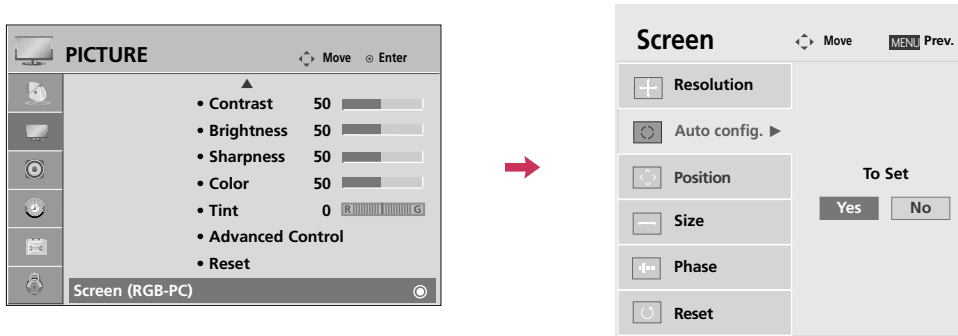 PICTURE Move Enter
• Contrast 50
• Brightness 50
• Sharpness 50
• Color 50
• Tint 0 R G
• Advanced Control
• Reset
Screen (RGB-PC)
Screen Move MENU Prev.
Resolution
Auto config. ►
Position
Size
Phase
Reset
To Set
Yes No